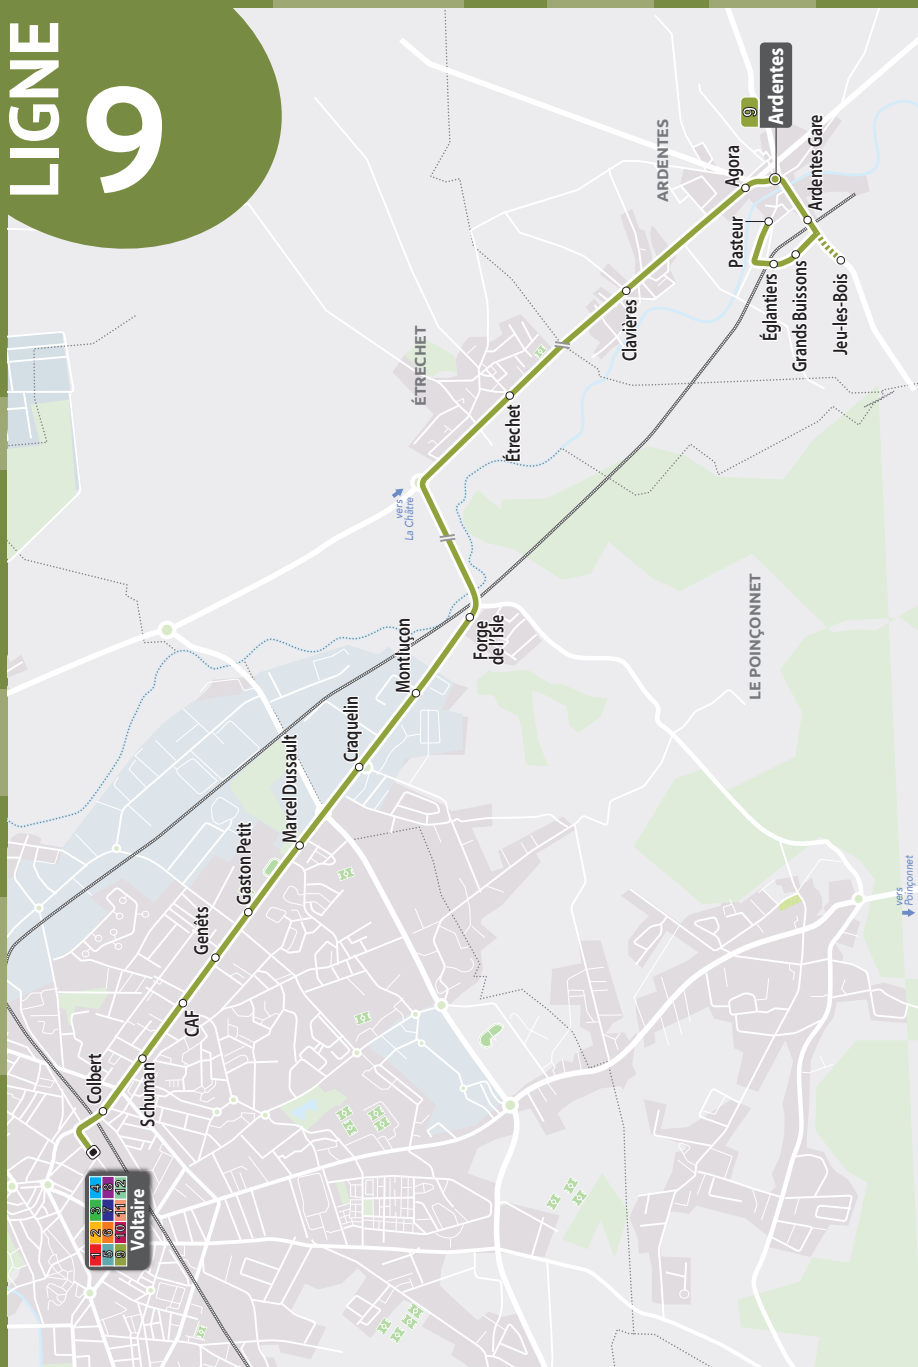 LIGNE
9
Voltaire
1 2 3 4
5 6 7 8
9 10 11 12
Colbert
Schuman
CAF
Genêts
Gaston Petit
Marcel Dussault
Craquelin
Montluçon
Forge
de l'Isle
vers
La Châtre
ÉTRECHET
Étrechet
Clavières
ARDENTES
Agora
9
Ardentes
Ardentes Gare
Pasteur
Églantiers
Grands Buissons
Jeu-les-Bois
LE POINÇONNET
vers
Poinçonnet